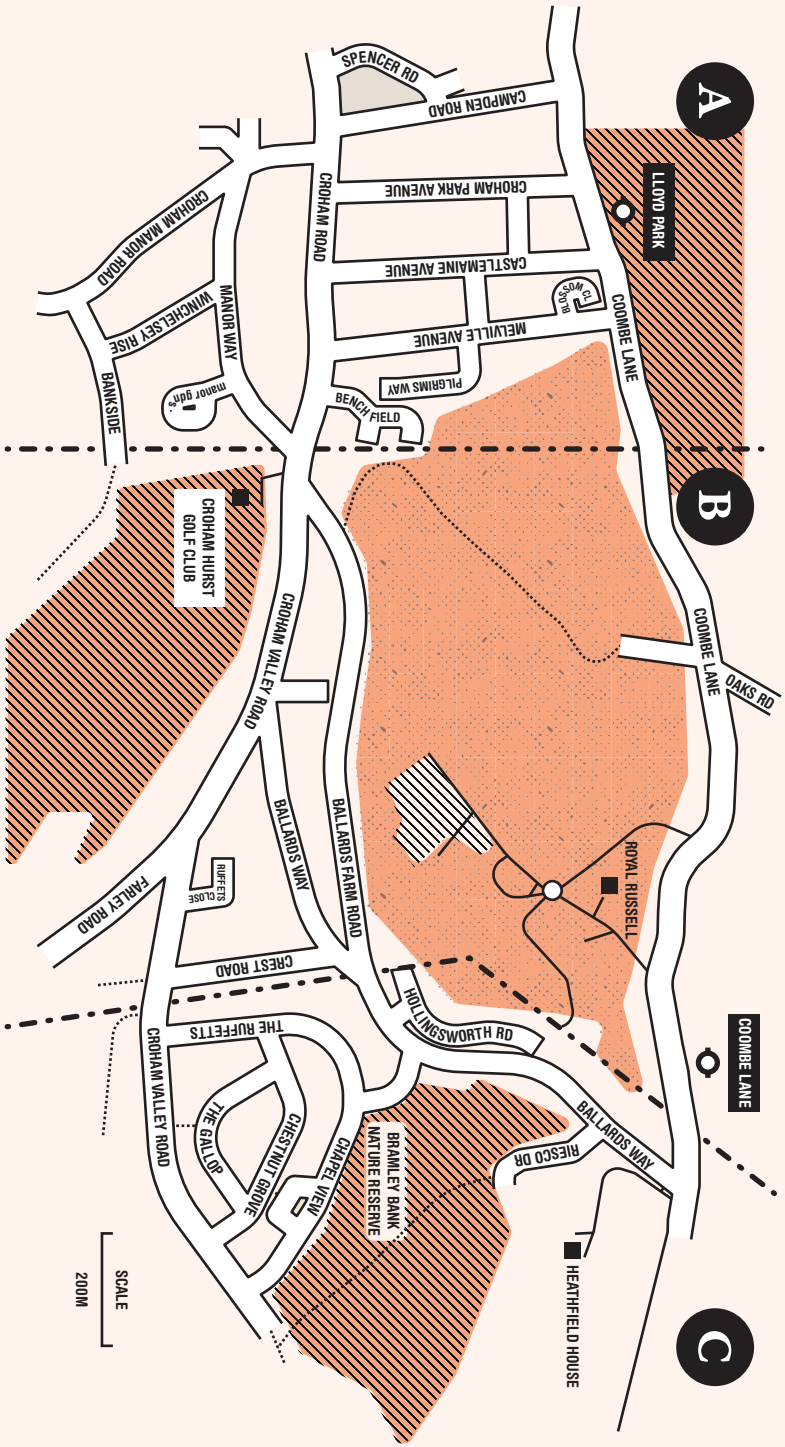 A
B
C
LLOYD PARK
COOMBE LANE
OAKS RD
COOMBE LANE
COOMBE LANE
SPENCER RD
CAMPDEN ROAD
CROHAM PARK AVENUE
CASTLEMAINE AVENUE
BLOSSOM CL
MELVILLE AVENUE
PILGRIMS WAY
BENCH FIELD
CROHAM ROAD
CROHAM MANOR ROAD
MANOR WAY
WINCHELSEY RISE
manor gdns.
BANKSIDE
CROHAM HURST
GOLF CLUB
CROHAM VALLEY ROAD
BALLARDS WAY
BALLARDS FARM ROAD
ROYAL RUSSELL
RUFFETS
CLOSE
FARLEY ROAD
CREST ROAD
HOLLINGSWORTH RD
BALLARDS WAY
RIESCO DR
HEATHFIELD HOUSE
THE RUFFETTS
CROHAM VALLEY ROAD
THE GALLOP
CHESTNUT GROVE
CHAPEL VIEW
BRAMLEY BANK
NATURE RESERVE
SCALE
200M